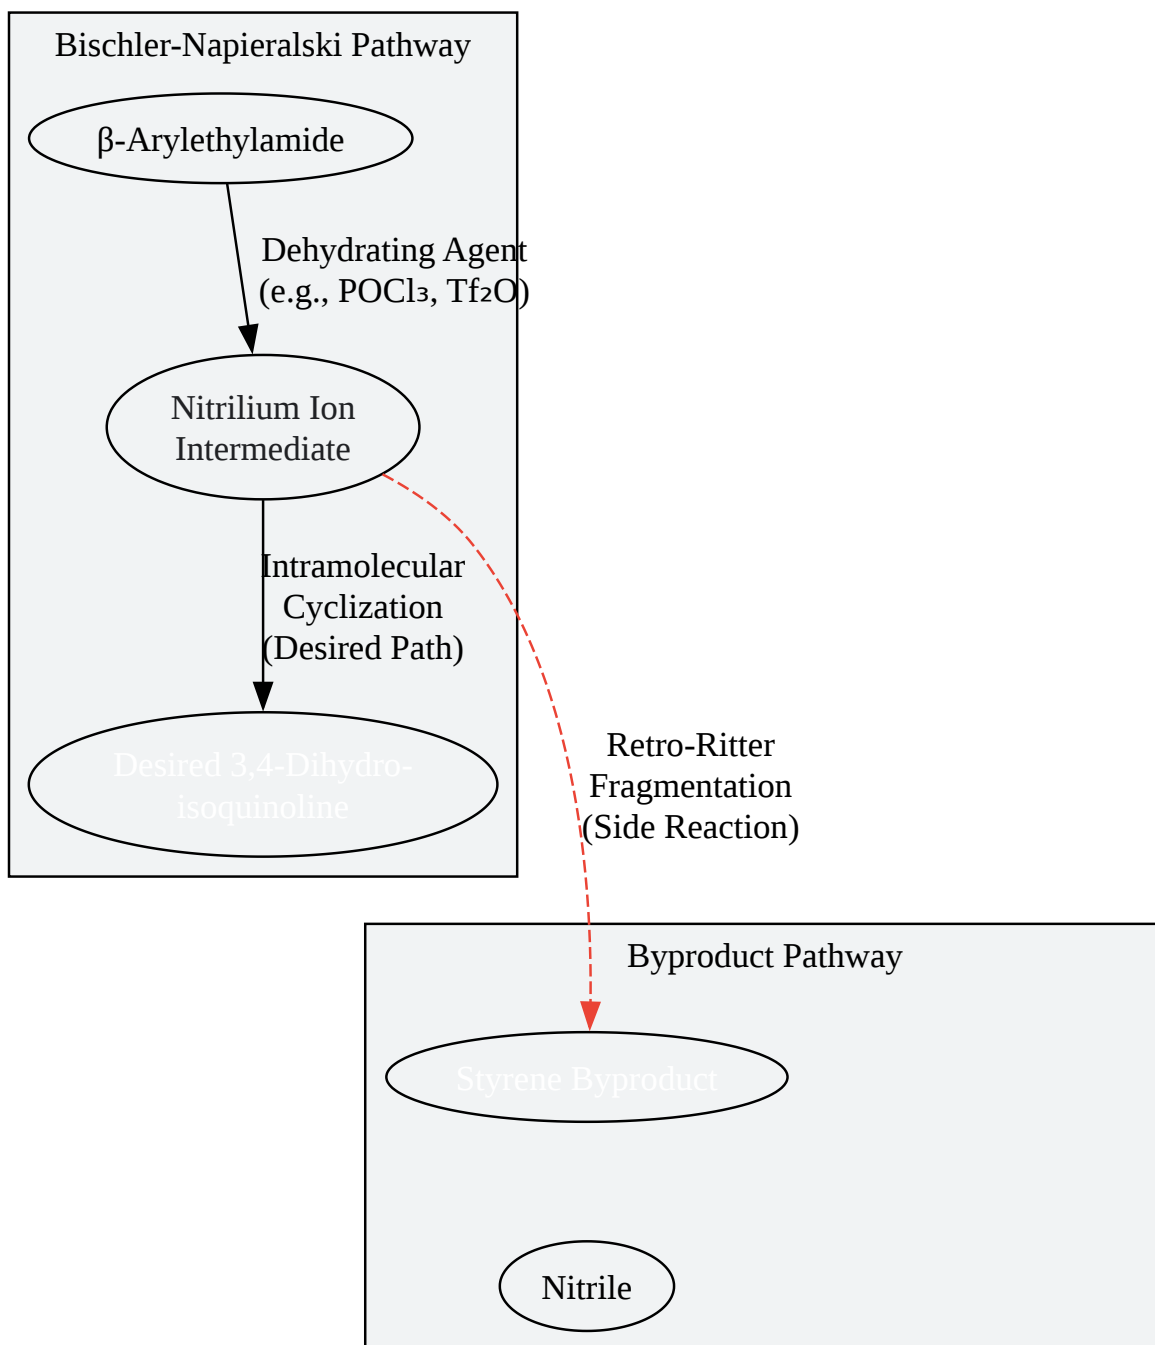 Bischler-Napieralski Pathway
β-Arylethylamide
Dehydrating Agent
(e.g., POCl₃, Tf₂O)
Nitrilium Ion
Intermediate
Intramolecular
Cyclization
(Desired Path)
Desired 3,4-Dihydro-
isoquinoline
Retro-Ritter
Fragmentation
(Side Reaction)
Byproduct Pathway
Styrene Byproduct
Nitrile